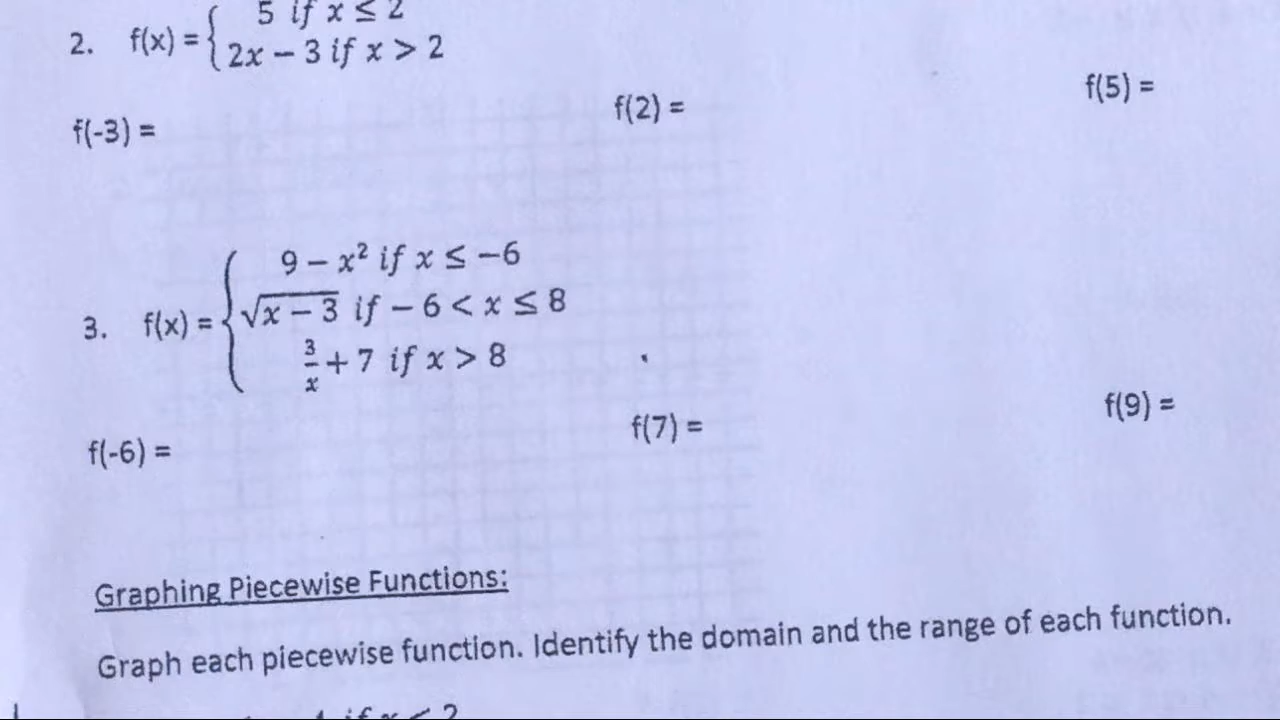 5 if x ≤ 2
2. f(x) = {
2x − 3 if x > 2
f(-3) = f(2) = f(5) =
9 − x² if x ≤ −6
3. f(x) = { √x − 3 if − 6 < x ≤ 8
3/x + 7 if x > 8
f(-6) = f(7) = f(9) =
Graphing Piecewise Functions:
Graph each piecewise function. Identify the domain and the range of each function.